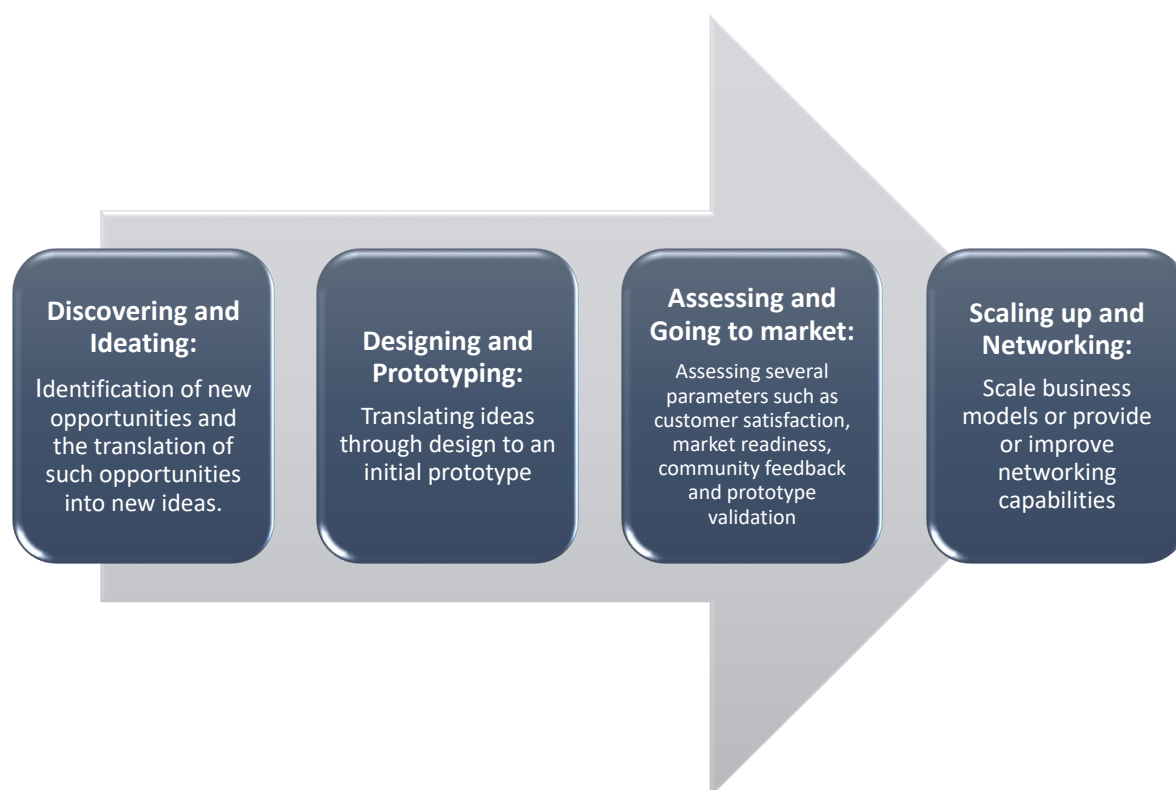 Discovering and
Ideating:
Identification of new
opportunities and
the translation of
such opportunities
into new ideas.
Designing and
Prototyping:
Translating ideas
through design to an
initial prototype
Assessing and
Going to market:
Assessing several
parameters such as
customer satisfaction,
market readiness,
community feedback
and prototype
validation
Scaling up and
Networking:
Scale business
models or provide
or improve
networking
capabilities